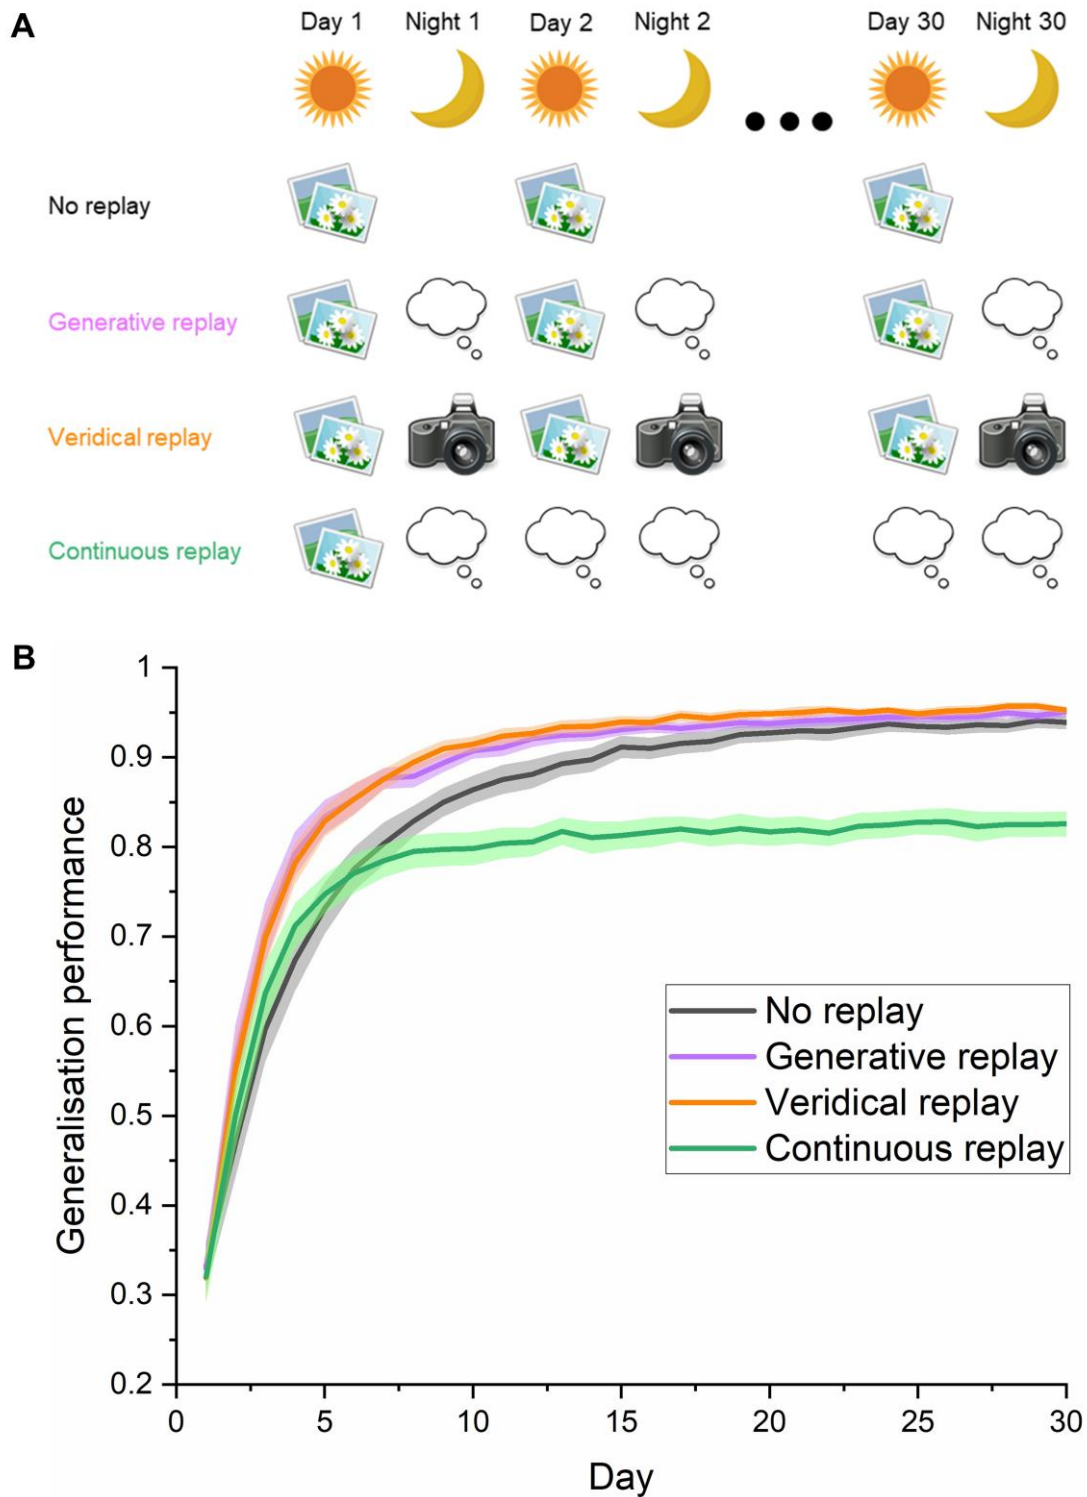 A
Day 1 Night 1 Day 2 Night 2 Day 30 Night 30
No replay
Generative replay
Veridical replay
Continuous replay
B
1
0.9
0.8
0.7
0.6
0.5
0.4
0.3
0.2
Generalisation performance
No replay
Generative replay
Veridical replay
Continuous replay
0 5 10 15 20 25 30
Day